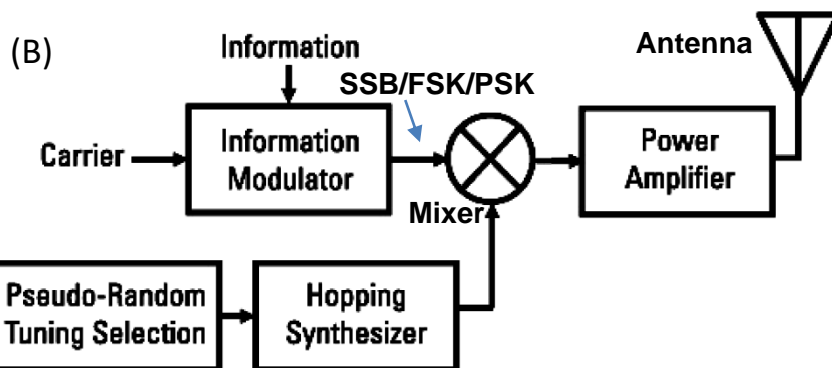 (B)
Information
Antenna
SSB/FSK/PSK
Carrier
Information
Modulator
Power
Amplifier
Mixer
Pseudo-Random
Tuning Selection
Hopping
Synthesizer